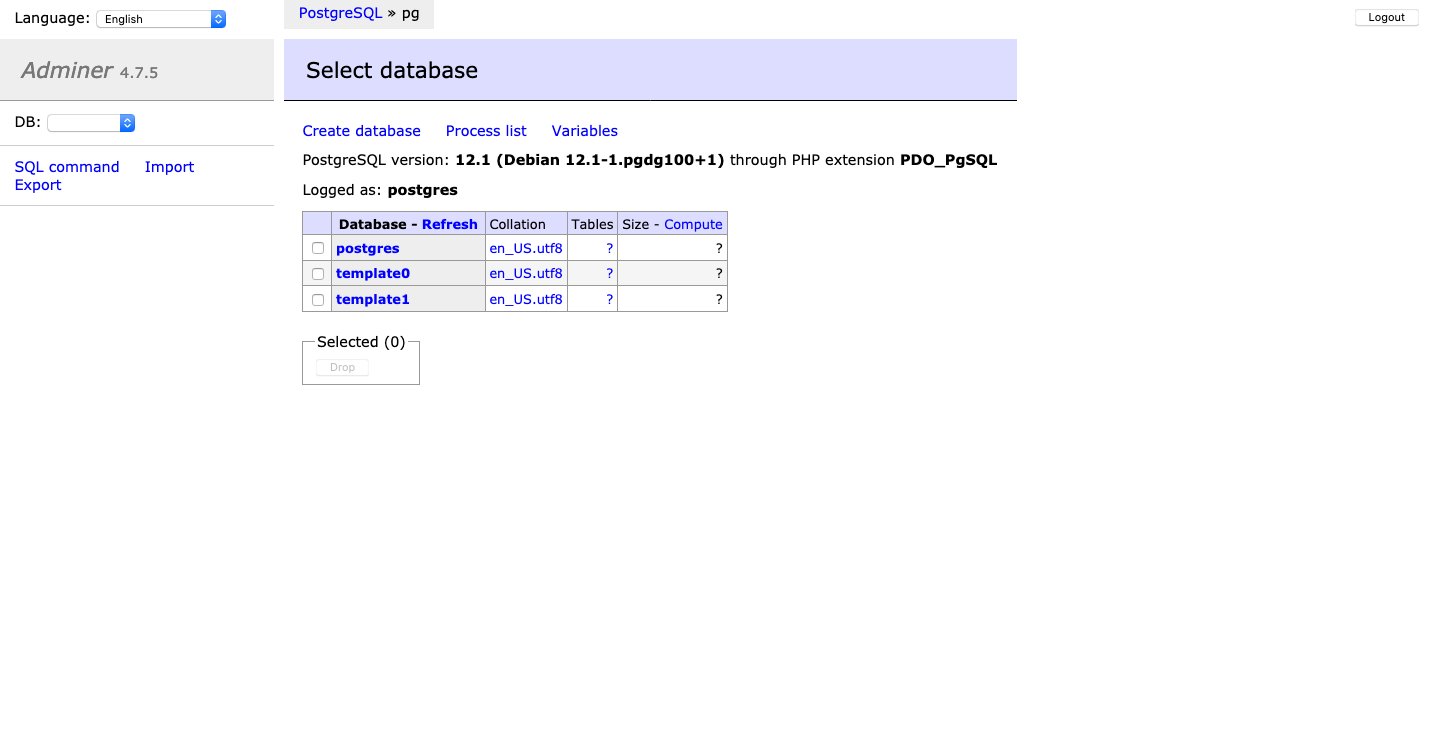 Language: English
PostgreSQL » pg
Logout
Adminer 4.7.5
Select database
DB:
Create database Process list Variables
SQL command Import
Export
PostgreSQL version: 12.1 (Debian 12.1-1.pgdg100+1) through PHP extension PDO_PgSQL
Logged as: postgres
Database - Refresh Collation Tables Size - Compute
postgres en_US.utf8 ? ?
template0 en_US.utf8 ? ?
template1 en_US.utf8 ? ?
Selected (0)
Drop